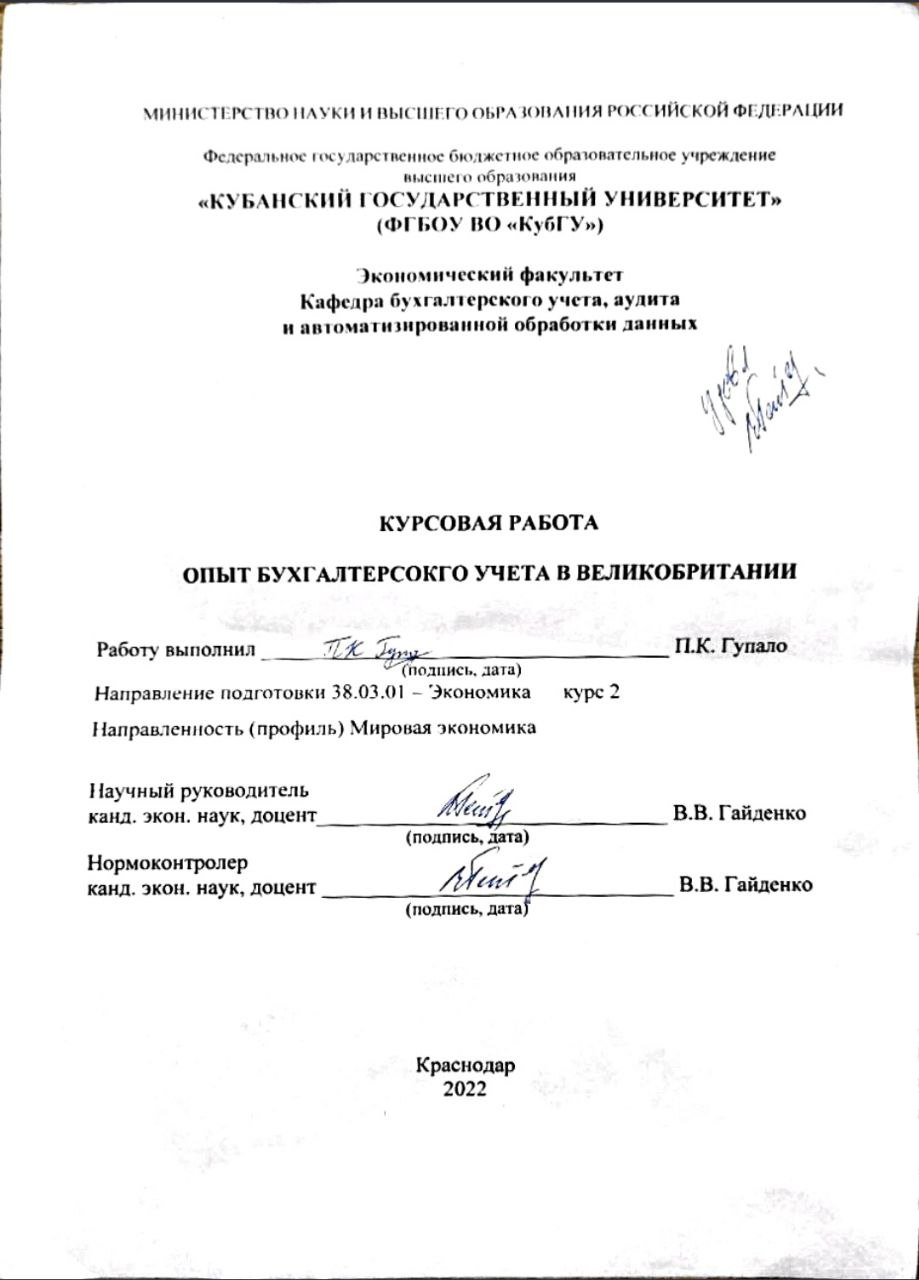 МИНИСТЕРСТВО НАУКИ И ВЫСШЕГО ОБРАЗОВАНИЯ РОССИЙСКОЙ ФЕДЕРАЦИИ
Федеральное государственное бюджетное образовательное учреждение
высшего образования
«КУБАНСКИЙ ГОСУДАРСТВЕННЫЙ УНИВЕРСИТЕТ»
(ФГБОУ ВО «КубГУ»)
Экономический факультет
Кафедра бухгалтерского учета, аудита
и автоматизированной обработки данных
КУРСОВАЯ РАБОТА
ОПЫТ БУХГАЛТЕРСОКГО УЧЕТА В ВЕЛИКОБРИТАНИИ
Работу выполнил ПК П.К. Гупало
(подпись, дата)
Направление подготовки 38.03.01 – Экономика курс 2
Направленность (профиль) Мировая экономика
Научный руководитель
канд. экон. наук, доцент В.В. Гайденко
(подпись, дата)
Нормоконтролер
канд. экон. наук, доцент В.В. Гайденко
(подпись, дата)
Краснодар
2022